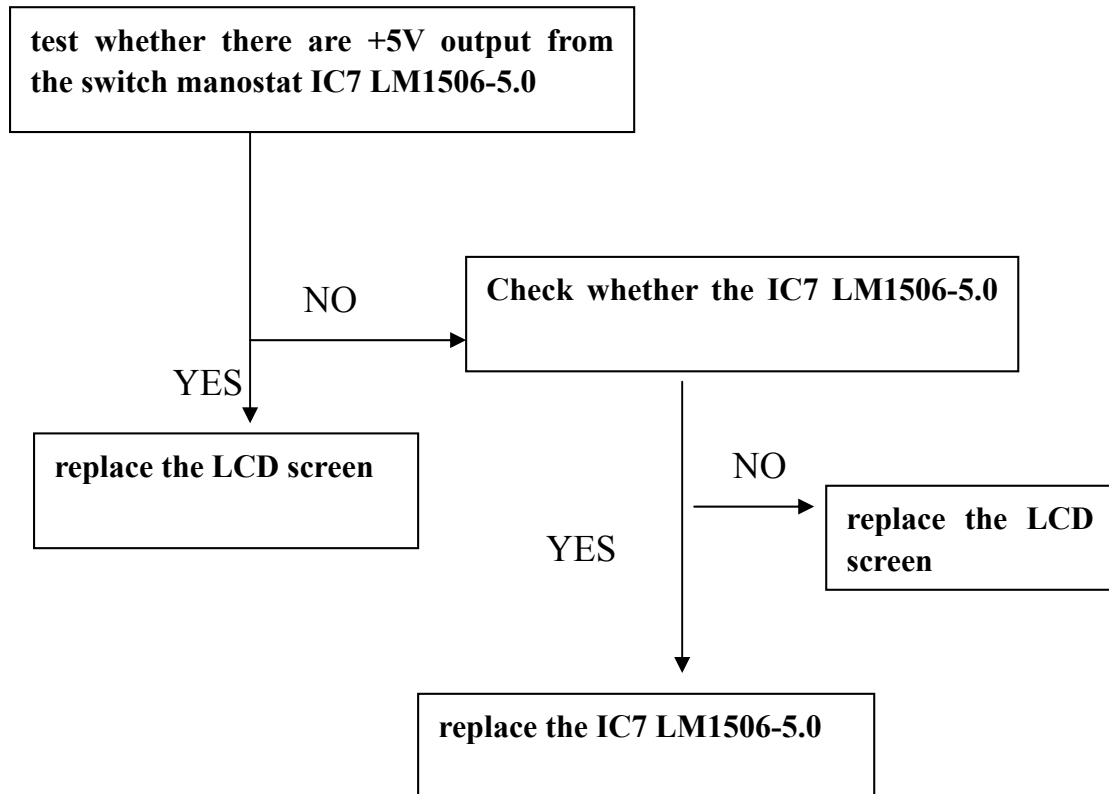 test whether there are +5V output from
the switch manostat IC7 LM1506-5.0
NO
Check whether the IC7 LM1506-5.0
YES
replace the LCD screen
NO
replace the LCD
screen
YES
replace the IC7 LM1506-5.0